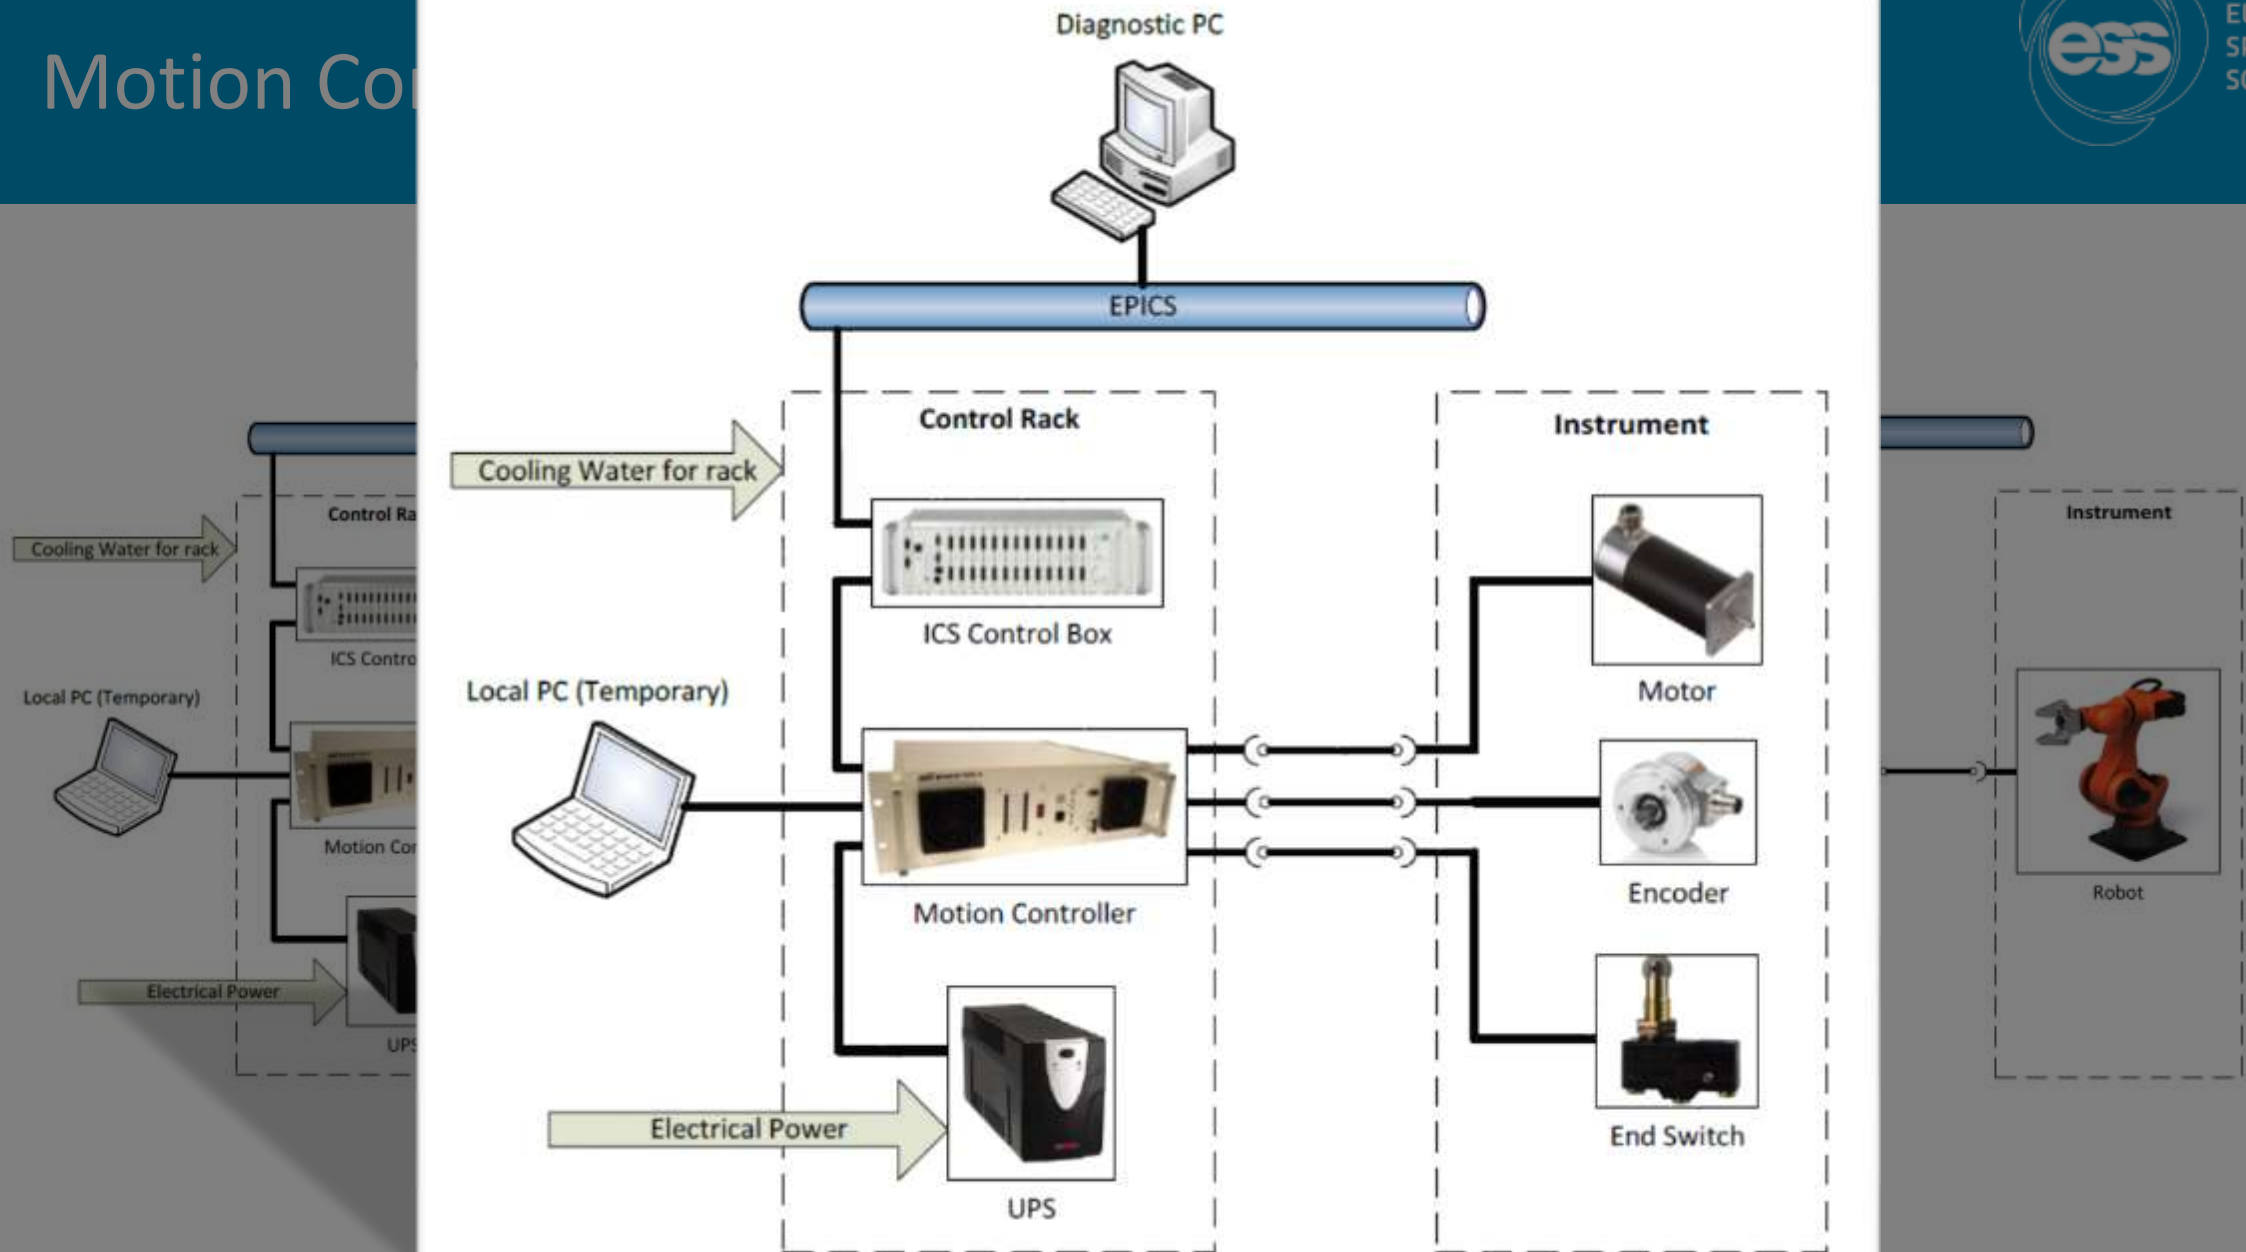 Motion Co
ess
Diagnostic PC
EPICS
Control Rack
Instrument
Cooling Water for rack
ICS Control Box
Local PC (Temporary)
Motor
Motion Controller
Encoder
Electrical Power
End Switch
UPS
Control Ra
Cooling Water for rack
ICS Contro
Local PC (Temporary)
Motion Cor
Electrical Power
UPS
Instrument
Robot